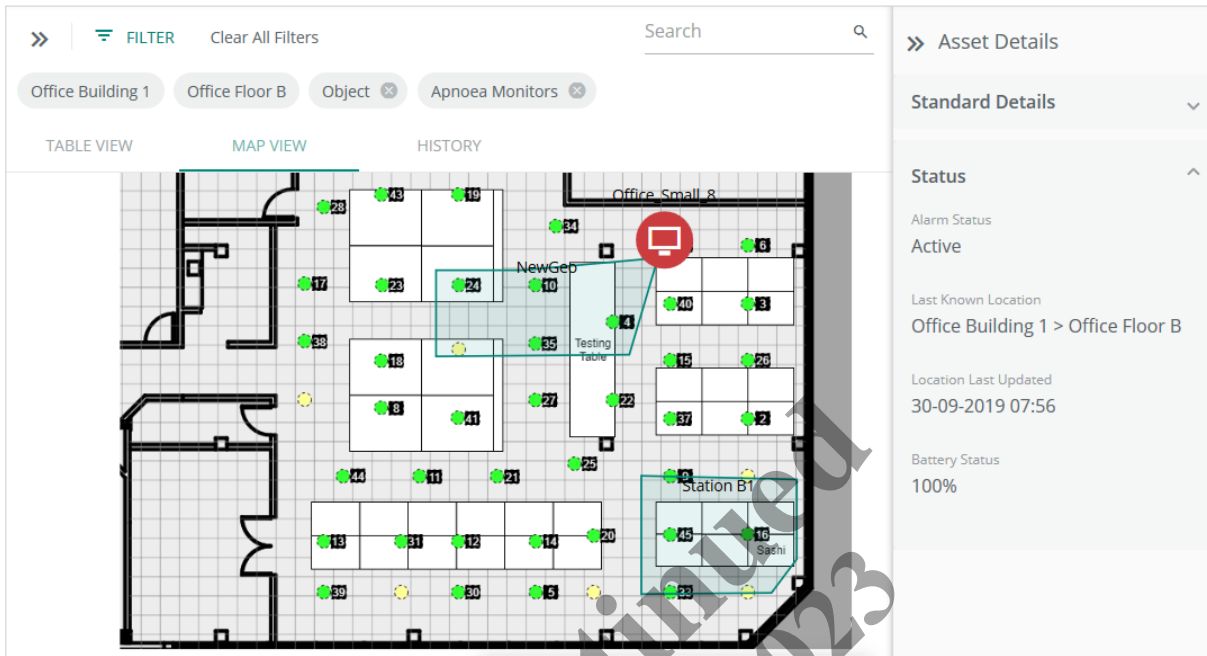 FILTER
Clear All Filters
Search
Office Building 1
Office Floor B
Object
Apnoea Monitors
TABLE VIEW
MAP VIEW
HISTORY
Office_Small_8
43
19
28
34
6
NewGeo
17
23
24
10
40
3
4
38
35
Testing
Table
18
15
26
8
41
27
22
37
2
25
44
11
21
9
Station B1
13
31
12
14
20
45
16
Sashi
39
30
5
33
Asset Details
Standard Details
Status
Alarm Status
Active
Last Known Location
Office Building 1 > Office Floor B
Location Last Updated
30-09-2019 07:56
Battery Status
100%
tinued
023